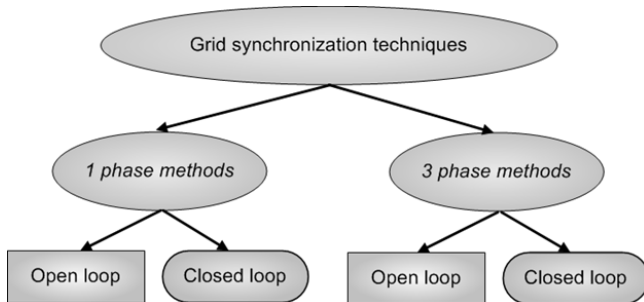 Grid synchronization techniques
1 phase methods
3 phase methods
Open loop
Closed loop
Open loop
Closed loop